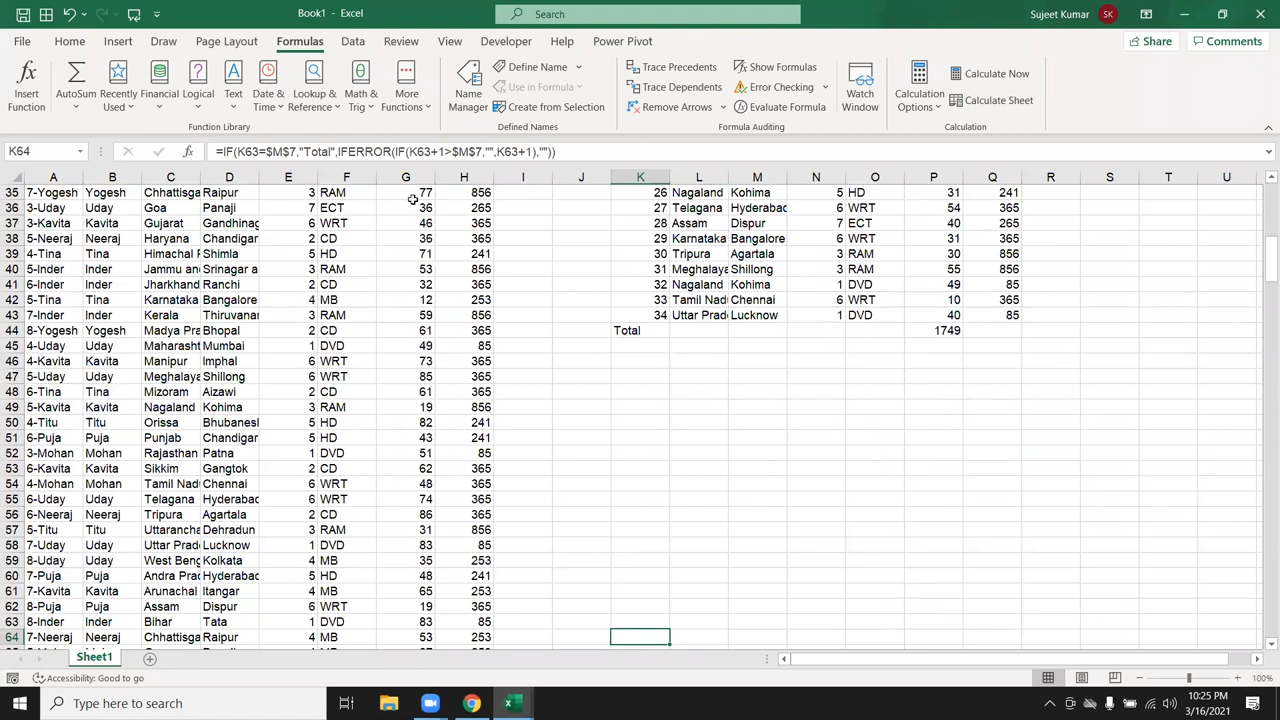 Book1 - Excel
Search
Sujeet Kumar
SK
File Home Insert Draw Page Layout Formulas Data Review View Developer Help Power Pivot
Share
Comments
Insert Function
AutoSum
Recently Used
Financial
Logical
Text
Date & Time
Lookup & Reference
Math & Trig
More Functions
Function Library
Name Manager
Define Name
Use in Formula
Create from Selection
Defined Names
Trace Precedents
Trace Dependents
Remove Arrows
Show Formulas
Error Checking
Evaluate Formula
Formula Auditing
Watch Window
Calculation Options
Calculate Now
Calculate Sheet
Calculation
K64
fx
=IF(K63=$M$7,"Total",IFERROR(IF(K63+1>$M$7,"",K63+1),""))
A B C D E F G H I J K L M N O P Q R S T U
35 7-Yogesh Yogesh Chhattisga Raipur 3 RAM 77 856 26 Nagaland Kohima 5 HD 31 241
36 3-Uday Uday Goa Panaji 7 ECT 36 265 27 Telagana Hyderabad 6 WRT 54 365
37 3-Kavita Kavita Gujarat Gandhinag 6 WRT 46 365 28 Assam Dispur 7 ECT 40 265
38 5-Neeraj Neeraj Haryana Chandigar 2 CD 36 365 29 Karnataka Bangalore 6 WRT 31 365
39 4-Tina Tina Himachal P Shimla 5 HD 71 241 30 Tripura Agartala 3 RAM 30 856
40 5-Inder Inder Jammu an Srinagar a 3 RAM 53 856 31 Meghalaya Shillong 3 RAM 55 856
41 6-Inder Inder Jharkhand Ranchi 2 CD 32 365 32 Nagaland Kohima 1 DVD 49 85
42 5-Tina Tina Karnataka Bangalore 4 MB 12 253 33 Tamil Nadu Chennai 6 WRT 10 365
43 7-Inder Inder Kerala Thiruvanar 3 RAM 59 856 34 Uttar Prade Lucknow 1 DVD 40 85
44 8-Yogesh Yogesh Madya Pra Bhopal 2 CD 61 365 Total 1749
45 4-Uday Uday Maharasht Mumbai 1 DVD 49 85
46 4-Kavita Kavita Manipur Imphal 6 WRT 73 365
47 5-Uday Uday Meghalaya Shillong 6 WRT 85 365
48 6-Tina Tina Mizoram Aizawi 2 CD 61 365
49 5-Kavita Kavita Nagaland Kohima 3 RAM 19 856
50 4-Titu Titu Orissa Bhubanesh 5 HD 82 241
51 6-Puja Puja Punjab Chandigar 5 HD 43 241
52 3-Mohan Mohan Rajasthan Patna 1 DVD 51 85
53 6-Kavita Kavita Sikkim Gangtok 2 CD 62 365
54 4-Mohan Mohan Tamil Nadu Chennai 6 WRT 48 365
55 6-Uday Uday Telagana Hyderabad 6 WRT 74 365
56 6-Neeraj Neeraj Tripura Agartala 2 CD 86 365
57 5-Titu Titu Uttarancha Dehradun 3 RAM 31 856
58 7-Uday Uday Uttar Prade Lucknow 1 DVD 83 85
59 8-Uday Uday West Beng Kolkata 4 MB 35 253
60 7-Puja Puja Andra Prad Hyderabad 5 HD 48 241
61 7-Kavita Kavita Arunachal Itangar 4 MB 65 253
62 8-Puja Puja Assam Dispur 6 WRT 19 365
63 8-Inder Inder Bihar Tata 1 DVD 83 85
64 7-Neeraj Neeraj Chhattisga Raipur 4 MB 53 253
Sheet1
Accessibility: Good to go
100%
Type here to search
10:25 PM
3/16/2021